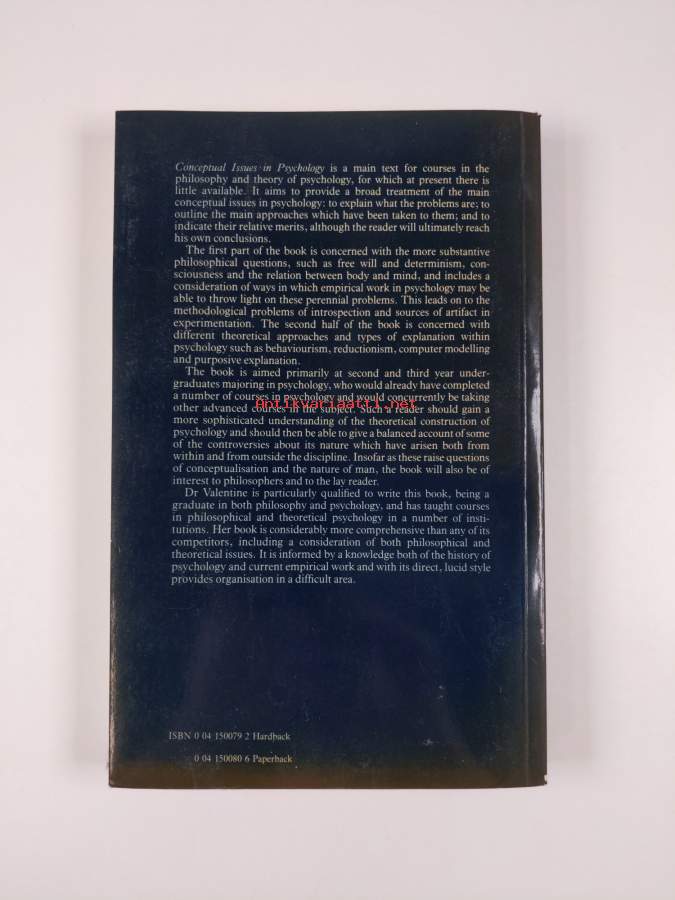 Conceptual Issues in Psychology is a main text for courses in the
philosophy and theory of psychology, for which at present there is
little available. It aims to provide a broad treatment of the main
conceptual issues in psychology: to explain what the problems are; to
outline the main approaches which have been taken to them; and to
indicate their relative merits, although the reader will ultimately reach
his own conclusions.
The first part of the book is concerned with the more substantive
philosophical questions, such as free will and determinism, con-
sciousness and the relation between body and mind, and includes a
consideration of ways in which empirical work in psychology may be
able to throw light on these perennial problems. This leads on to the
methodological problems of introspection and sources of artifact in
experimentation. The second half of the book is concerned with
different theoretical approaches and types of explanation within
psychology such as behaviourism, reductionism, computer modelling
and purposive explanation.
The book is aimed primarily at second and third year under-
graduates majoring in psychology, who would already have completed
a number of courses in psychology and would concurrently be taking
antikvariaatti.net
other advanced courses in the subject. Such a reader should gain a
more sophisticated understanding of the theoretical construction of
psychology and should then be able to give a balanced account of some
of the controversies about its nature which have arisen both from
within and from outside the discipline. Insofar as these raise questions
of conceptualisation and the nature of man, the book will also be of
interest to philosophers and to the lay reader.
Dr Valentine is particularly qualified to write this book, being a
graduate in both philosophy and psychology, and has taught courses
in philosophical and theoretical psychology in a number of insti-
tutions. Her book is considerably more comprehensive than any of its
competitors, including a consideration of both philosophical and
theoretical issues. It is informed by a knowledge both of the history of
psychology and current empirical work and with its direct, lucid style
provides organisation in a difficult area.
ISBN 0 04 150079 2 Hardback
0 04 150080 6 Paperback